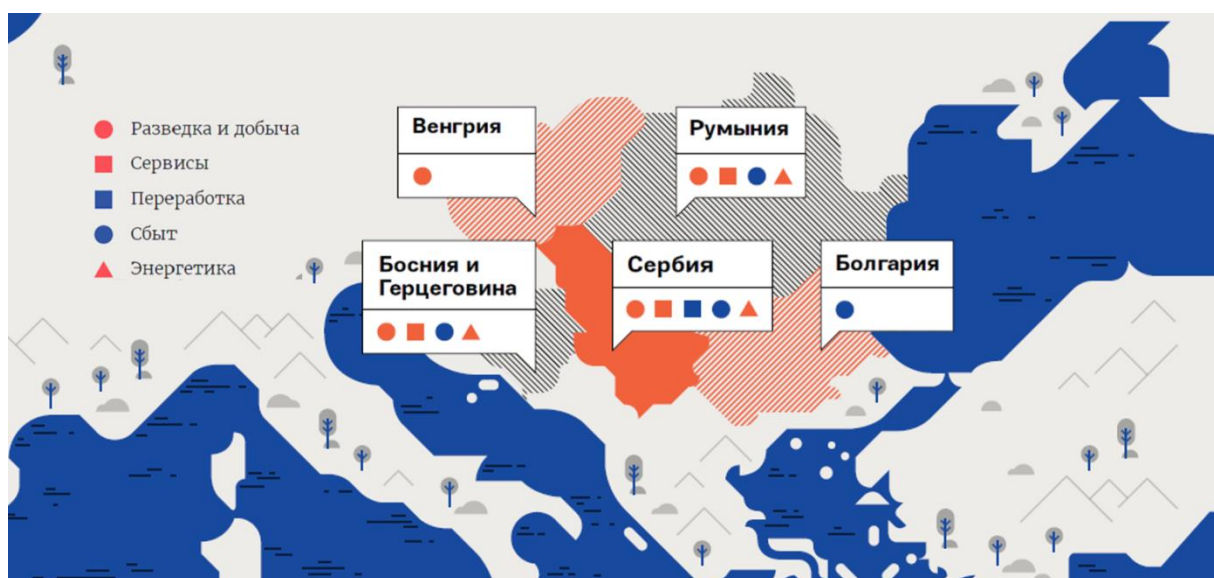 Разведка и добыча
Сервисы
Переработка
Сбыт
Энергетика
Венгрия
Румыния
Босния и
Герцеговина
Сербия
Болгария